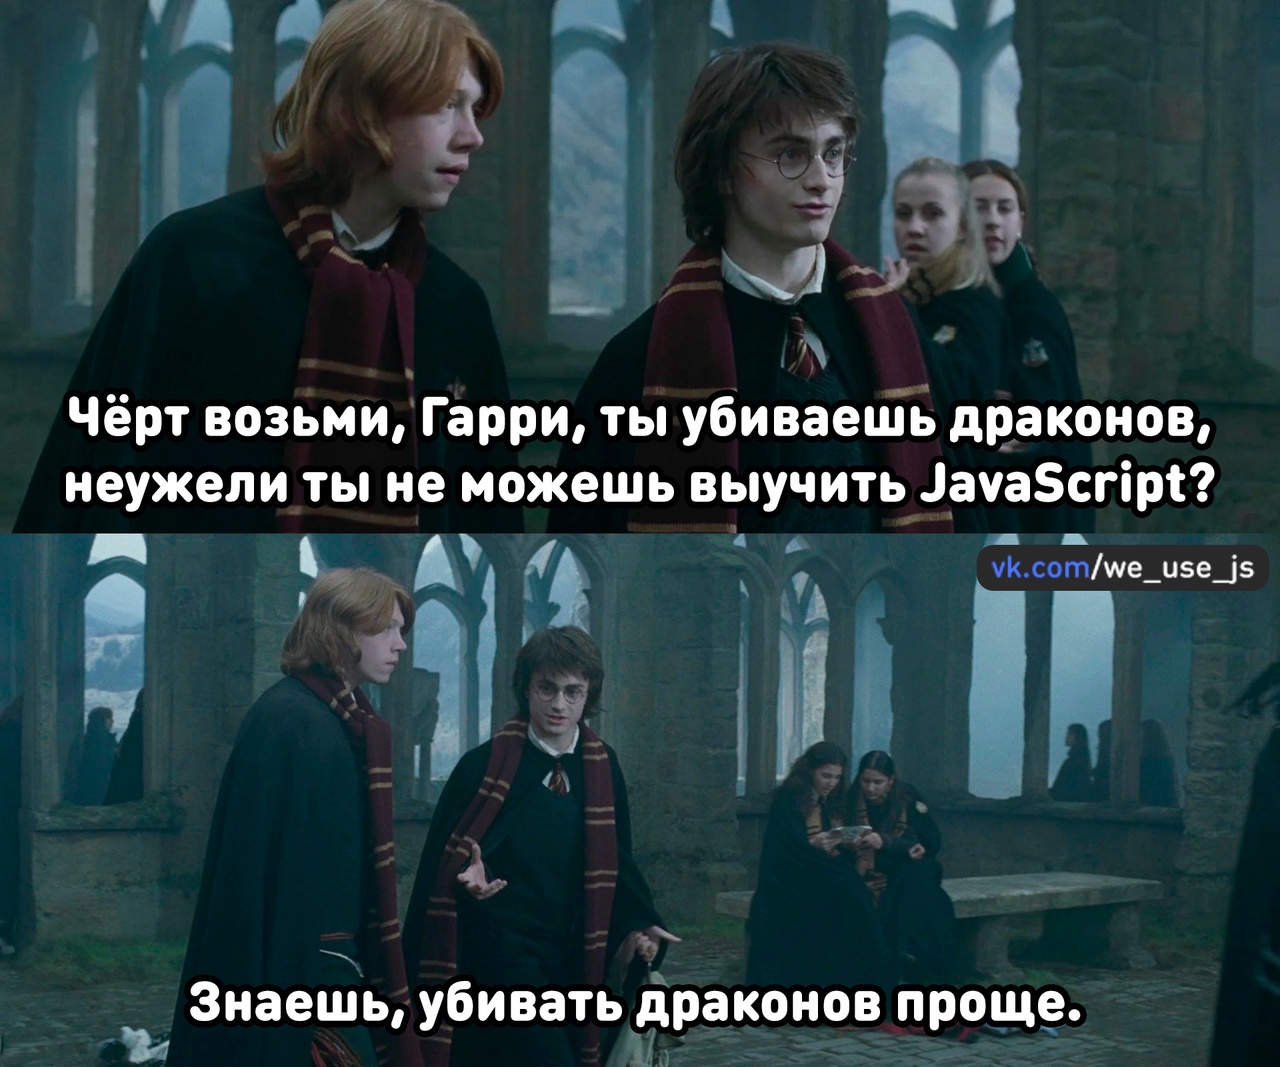 Чёрт возьми, Гарри, ты убиваешь драконов,
неужели ты не можешь выучить JavaScript?
vk.com/we_use_js
Знаешь, убивать драконов проще.